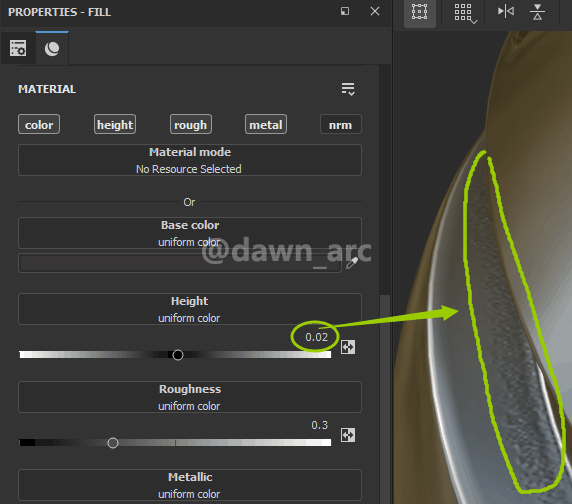 PROPERTIES - FILL
MATERIAL
color height rough metal nrm
Material mode
No Resource Selected
Or
Base color
uniform color
@dawn_arc
Height
uniform color
0.02
Roughness
uniform color
0.3
Metallic
uniform color